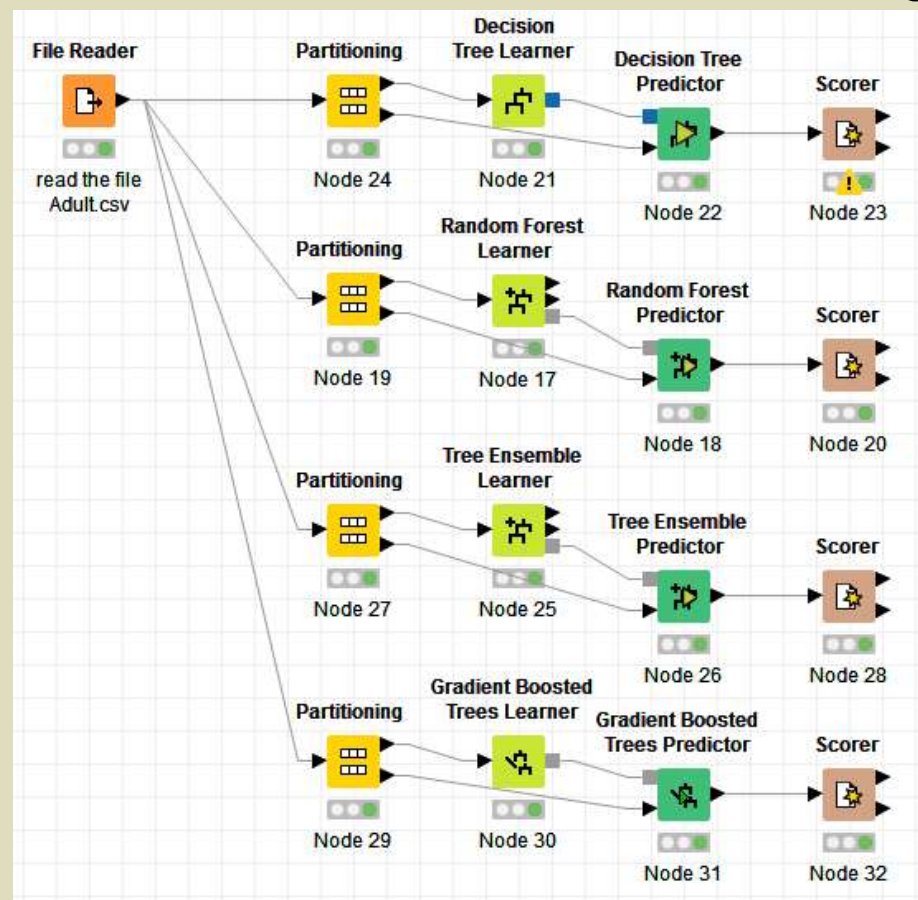 File Reader
read the file
Adult.csv
Partitioning
Node 24
Decision
Tree Learner
Node 21
Decision Tree
Predictor
Node 22
Scorer
Node 23
Partitioning
Node 19
Random Forest
Learner
Node 17
Random Forest
Predictor
Node 18
Scorer
Node 20
Partitioning
Node 27
Tree Ensemble
Learner
Node 25
Tree Ensemble
Predictor
Node 26
Scorer
Node 28
Partitioning
Node 29
Gradient Boosted
Trees Learner
Node 30
Gradient Boosted
Trees Predictor
Node 31
Scorer
Node 32